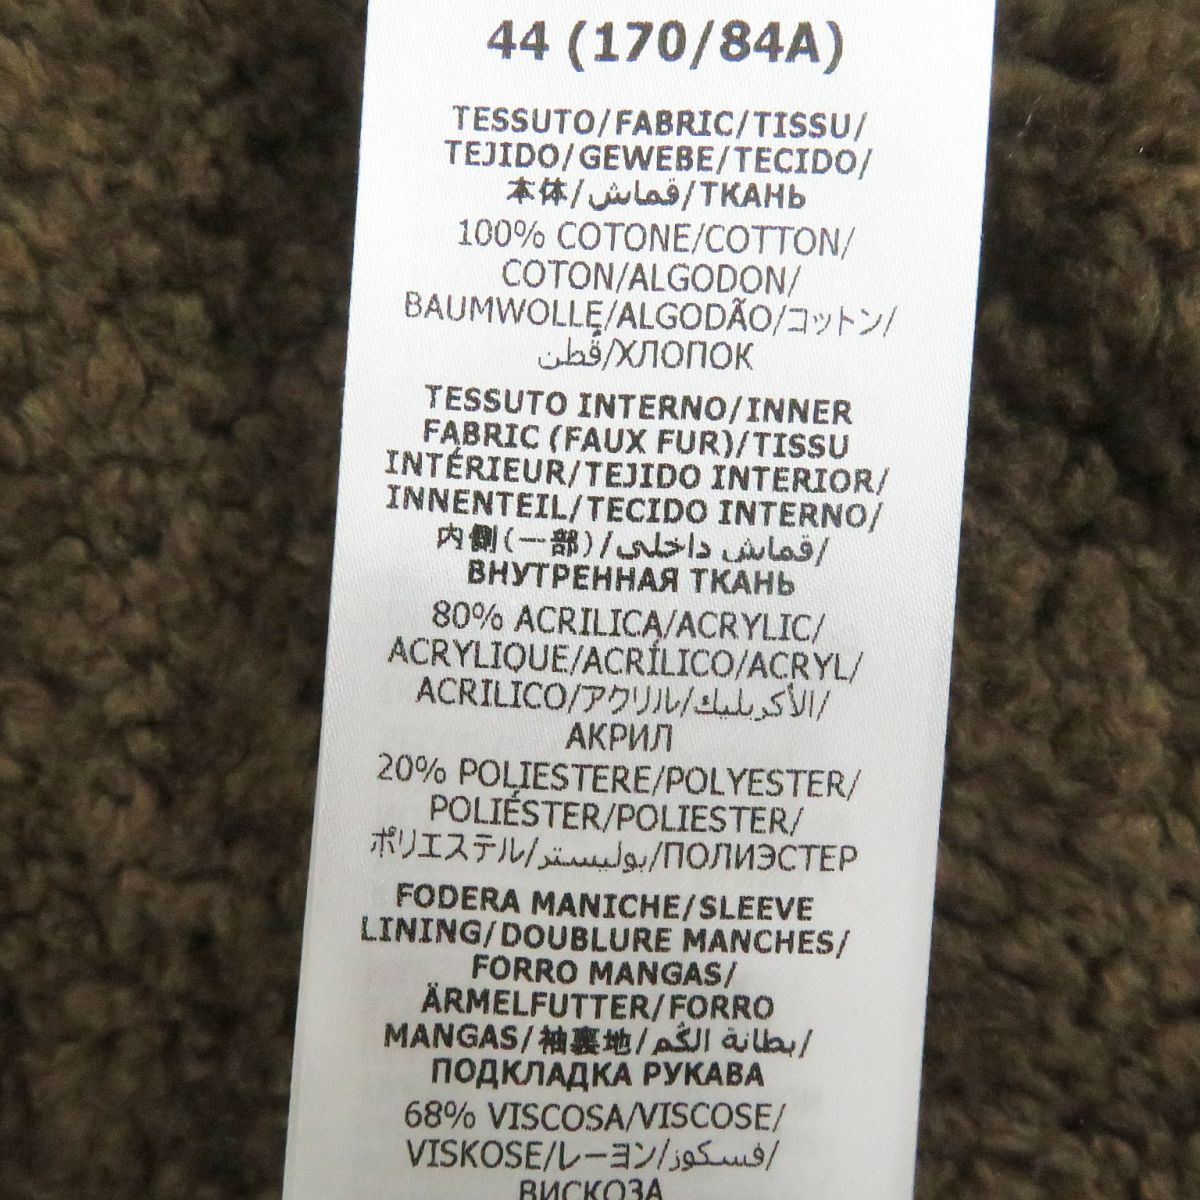 44 (170/84A)
TESSUTO/FABRIC/TISSU/
TEJIDO/GEWEBE/TECIDO/
本体/قماش/ТКАНЬ
100% COTONE/COTTON/
COTON/ALGODON/
BAUMWOLLE/ALGODÃO/コットン/
قُطن/ХЛОПОК
TESSUTO INTERNO/INNER
FABRIC (FAUX FUR)/TISSU
INTÉRIEUR/TEJIDO INTERIOR/
INNENTEIL/TECIDO INTERNO/
内側(一部)/قماش داخلي/
ВНУТРЕННАЯ ТКАНЬ
80% ACRILICA/ACRYLIC/
ACRYLIQUE/ACRÍLICO/ACRYL/
ACRILICO/アクリル/الأكريليك/
АКРИЛ
20% POLIESTERE/POLYESTER/
POLIÉSTER/POLIESTER/
ポリエステル/بوليستر/ПОЛИЭСТЕР
FODERA MANICHE/SLEEVE
LINING/DOUBLURE MANCHES/
FORRO MANGAS/
ÄRMELFUTTER/FORRO
MANGAS/袖裏地/بطانة الكُم/
ПОДКЛАДКА РУКАВА
68% VISCOSA/VISCOSE/
VISKOSE/レーヨン/فسكوز/
ВИСКОЗА